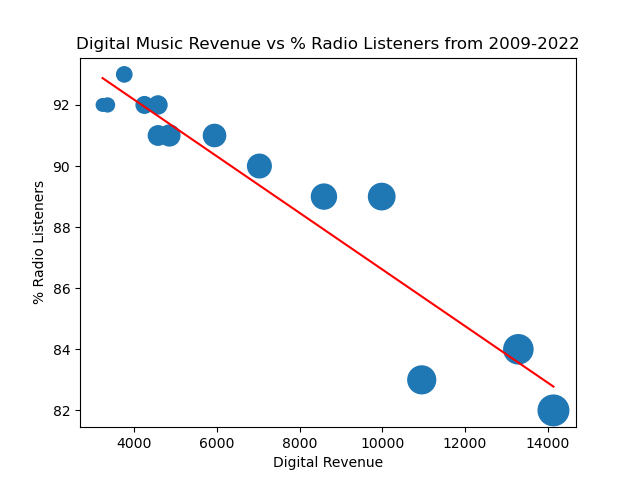 Digital Music Revenue vs % Radio Listeners from 2009-2022
% Radio Listeners
92
90
88
86
84
82
4000 6000 8000 10000 12000 14000
Digital Revenue